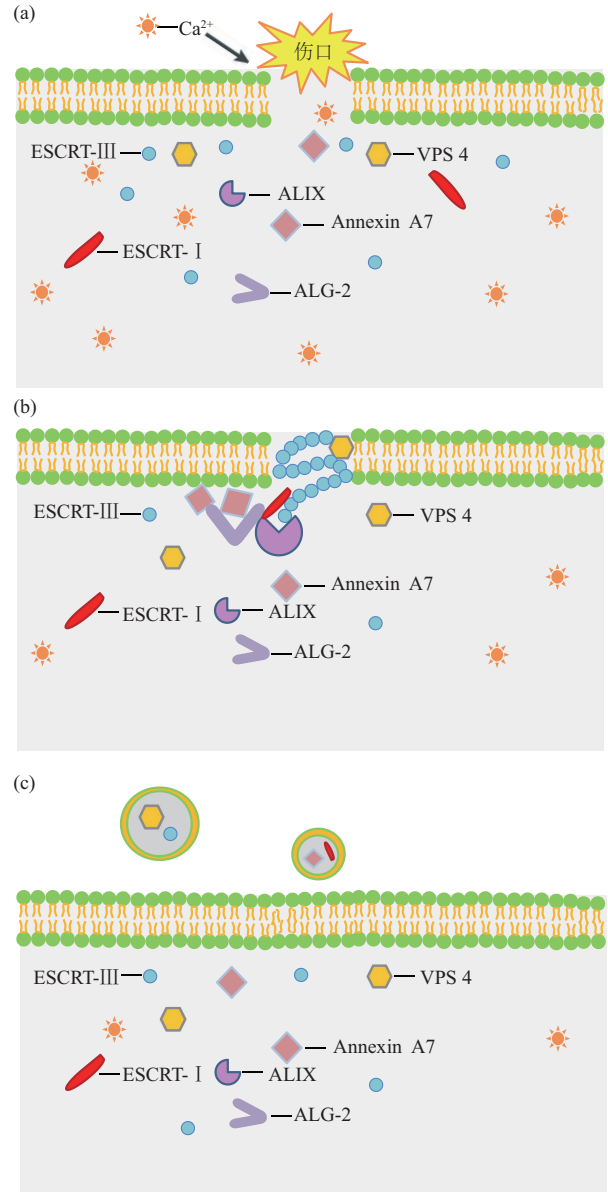 (a)
Ca²⁺
伤口
ESCRT-III
VPS 4
ALIX
Annexin A7
ESCRT-Ⅰ
ALG-2
(b)
ESCRT-III
VPS 4
Annexin A7
ESCRT-Ⅰ
ALIX
ALG-2
(c)
ESCRT-III
VPS 4
Annexin A7
ESCRT-Ⅰ
ALIX
ALG-2